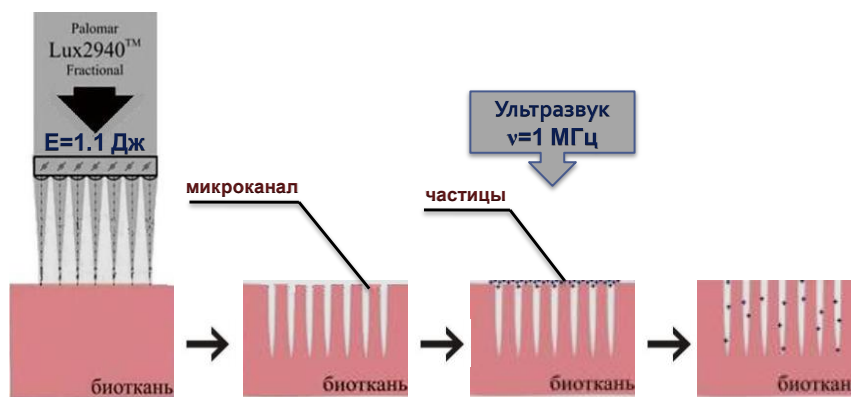 Palomar
Lux2940™
Fractional
E=1.1 Дж
Ультразвук
ν=1 МГц
микроканал
частицы
биоткань
биоткань
биоткань
биоткань